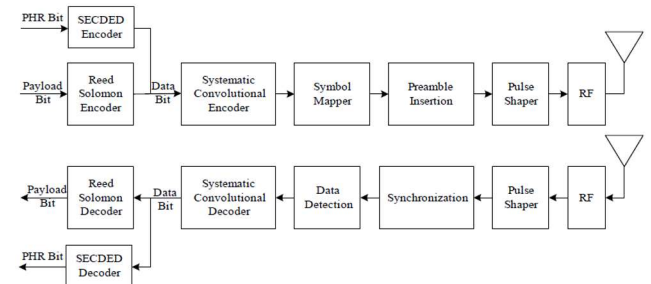 PHR Bit
SECDED
Encoder
Payload
Bit
Reed
Solomon
Encoder
Data
Bit
Systematic
Convolutional
Encoder
Symbol
Mapper
Preamble
Insertion
Pulse
Shaper
RF
Payload
Bit
Reed
Solomon
Decoder
Data
Bit
Systematic
Convolutional
Decoder
Data
Detection
Synchronization
Pulse
Shaper
RF
PHR Bit
SECDED
Decoder